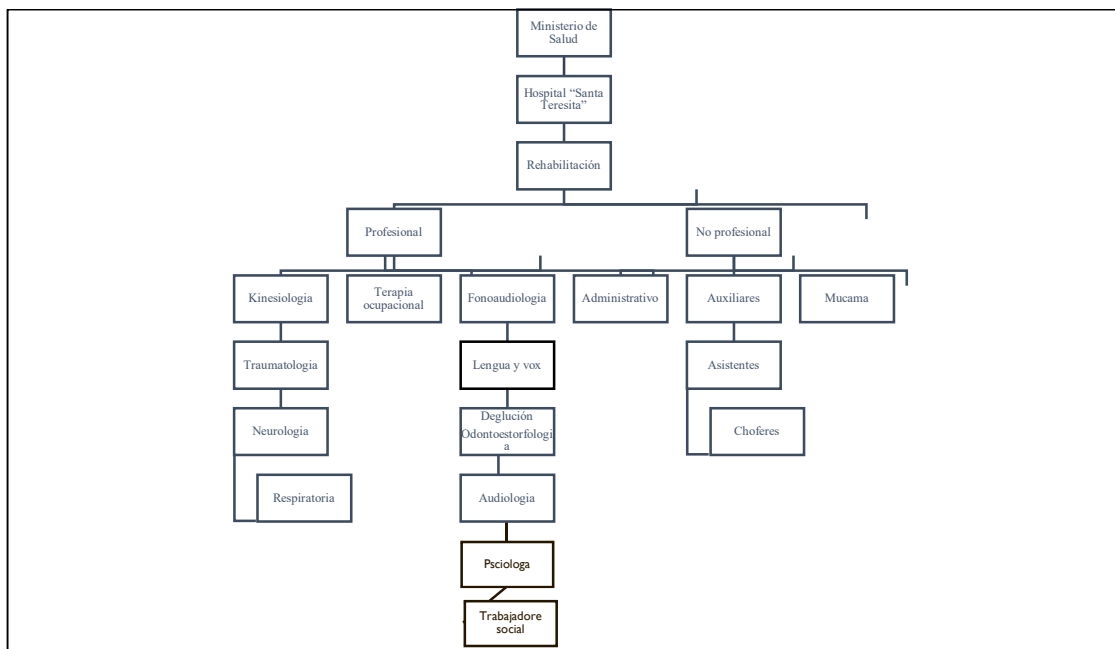 Ministerio de
Salud
Hospital “Santa
Teresita”
Rehabilitación
Profesional
No profesional
Kinesiologia
Terapia
ocupacional
Fonoaudiologia
Administrativo
Auxiliares
Mucama
Traumatologia
Lengua y vox
Asistentes
Neurologia
Deglución
Odontoestorfologi
a
Choferes
Respiratoria
Audiologia
Psciologa
Trabajadore
social